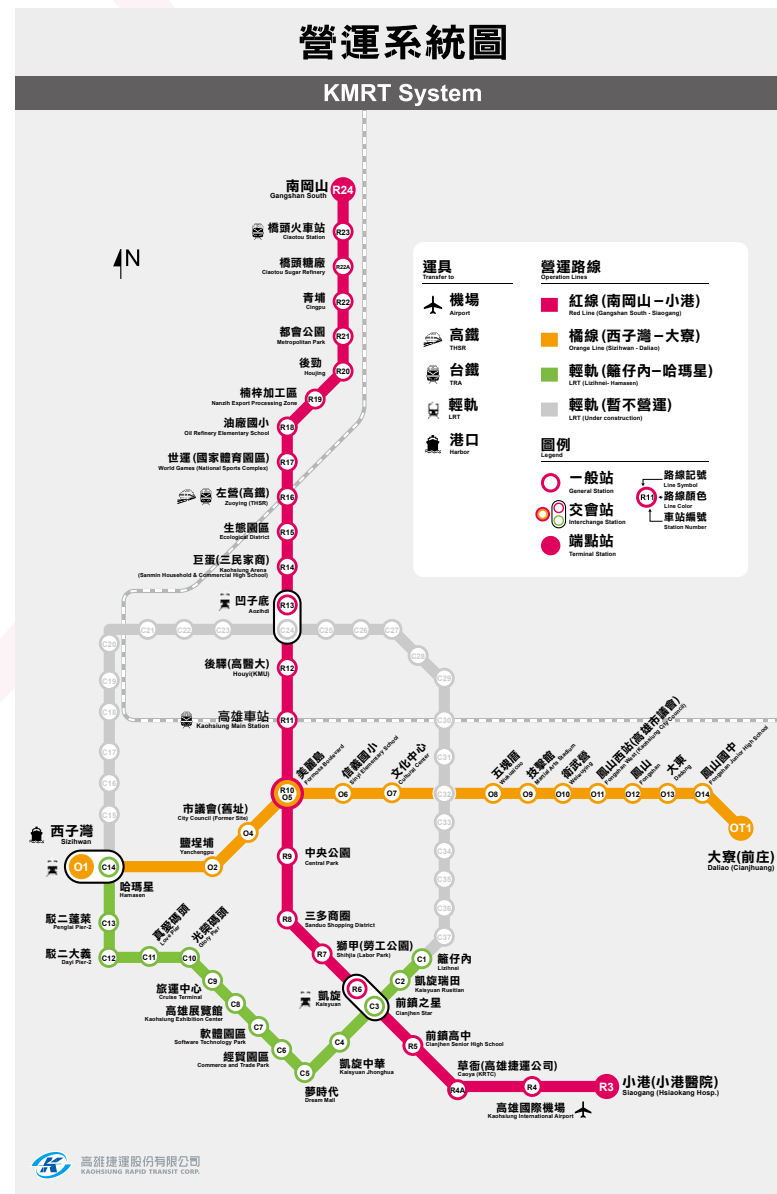 營運系統圖
KMRT System
N
南岡山
Gangshan South
R24
橋頭火車站
Ciaotou Station
R23
橋頭糖廠
Ciaotou Sugar Refinery
R22A
青埔
Cingpu
R22
都會公園
Metropolitan Park
R21
後勁
Houjing
R20
楠梓加工區
Nanzih Export Processing Zone
R19
油廠國小
Oil Refinery Elementary School
R18
世運(國家體育園區)
World Games (National Sports Complex)
R17
左營(高鐵)
Zuoying (THSR)
R16
生態園區
Ecological District
R15
巨蛋(三民家商)
Kaohsiung Arena
(Sanmin Household & Commercial High School)
R14
凹子底
Aozihdi
R13
C24
後驛(高醫大)
Houyi(KMU)
R12
高雄車站
Kaohsiung Main Station
R11
運具
Transfer to
機場
Airport
高鐵
THSR
台鐵
TRA
輕軌
LRT
港口
Harbor
營運路線
Operation Lines
紅線(南岡山－小港)
Red Line (Gangshan South - Siaogang)
橘線(西子灣－大寮)
Orange Line (Sizihwan - Daliao)
輕軌(籬仔內－哈瑪星)
LRT (Lizihnei- Hamasen)
輕軌(暫不營運)
LRT (Under construction)
圖例
Legend
一般站
General Station
交會站
Interchange Station
端點站
Terminal Station
R11
路線記號
Line Symbol
路線顏色
Line Color
車站編號
Station Number
C20
C21
C22
C23
C25
C26
C27
C28
C29
C30
C31
C32
C33
C34
C35
C36
C37
C19
C18
C17
C16
C15
美麗島
Formosa Boulevard
R10
O5
信義國小
Sinyi Elementary School
O6
文化中心
Cultural Center
O7
五塊厝
Wukuaicuo
O8
技擊館
Martial Arts Stadium
O9
衛武營
Weiwuying
O10
鳳山西站(高雄市議會)
Fongshan West (Kaohsiung City Council)
O11
鳳山
Fongshan
O12
大東
Dadong
O13
鳳山國中
Fongshan Junior High School
O14
OT1
大寮(前庄)
Daliao (Cianjhuang)
市議會(舊址)
City Council (Former Site)
O4
鹽埕埔
Yanchengpu
O2
西子灣
Sizihwan
O1
C14
哈瑪星
Hamasen
駁二蓬萊
Penglai Pier-2
C13
駁二大義
Dayi Pier-2
C12
真愛碼頭
Love Pier
C11
光榮碼頭
Glory Pier
C10
旅運中心
Cruise Terminal
C9
高雄展覽館
Kaohsiung Exhibition Center
C8
軟體園區
Software Technology Park
C7
經貿園區
Commerce and Trade Park
C6
夢時代
Dream Mall
C5
凱旋中華
Kaisyuan Jhonghua
C4
前鎮之星
Cianjhen Star
C3
凱旋瑞田
Kaisyuan Rueitian
C2
籬仔內
Lizihnei
C1
中央公園
Central Park
R9
三多商圈
Sanduo Shopping District
R8
獅甲(勞工公園)
Shihjia (Labor Park)
R7
凱旋
Kaisyuan
R6
前鎮高中
Cianjhen Senior High School
R5
草衙(高雄捷運公司)
Caoya (KRTC)
R4A
高雄國際機場
Kaohsiung International Airport
R4
R3
小港(小港醫院)
Siaogang (Hsiaokang Hosp.)
高雄捷運股份有限公司
KAOHSIUNG RAPID TRANSIT CORP.